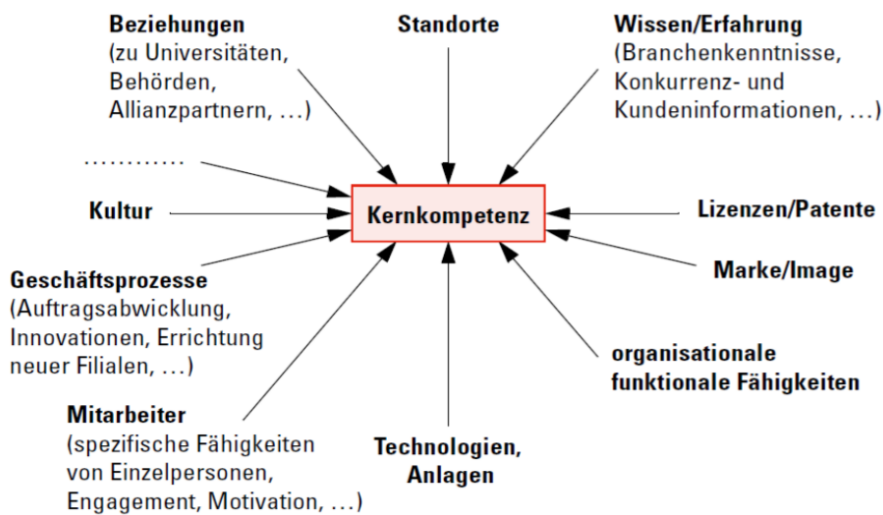 Beziehungen
(zu Universitäten,
Behörden,
Allianzpartnern, …)
Standorte
Wissen/Erfahrung
(Branchenkenntnisse,
Konkurrenz- und
Kundeninformationen, …)
…………
Kultur
Kernkompetenz
Lizenzen/Patente
Marke/Image
Geschäftsprozesse
(Auftragsabwicklung,
Innovationen, Errichtung
neuer Filialen, …)
organisationale
funktionale Fähigkeiten
Mitarbeiter
(spezifische Fähigkeiten
von Einzelpersonen,
Engagement, Motivation, …)
Technologien,
Anlagen